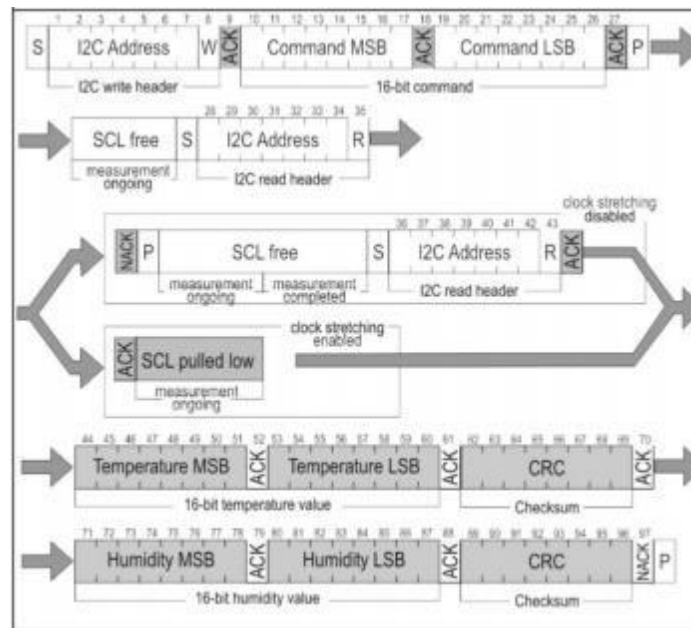 1 2 3 4 5 6 7 8 9 10 11 12 13 14 15 16 17 18 19 20 21 22 23 24 25 26 27
S I2C Address W ACK Command MSB ACK Command LSB ACK P
I2C write header 16-bit command
28 29 30 31 32 33 34 35
SCL free S I2C Address R
measurement ongoing I2C read header
clock stretching disabled
36 37 38 39 40 41 42 43
NACK P SCL free S I2C Address R ACK
measurement ongoing measurement completed I2C read header
clock stretching enabled
ACK SCL pulled low
measurement ongoing
44 45 46 47 48 49 50 51 52 53 54 55 56 57 58 59 60 61 62 63 64 65 66 67 68 69 70
Temperature MSB ACK Temperature LSB ACK CRC ACK
16-bit temperature value Checksum
71 72 73 74 75 76 77 78 79 80 81 82 83 84 85 86 87 88 89 90 91 92 93 94 95 96 97
Humidity MSB ACK Humidity LSB ACK CRC NACK P
16-bit humidity value Checksum